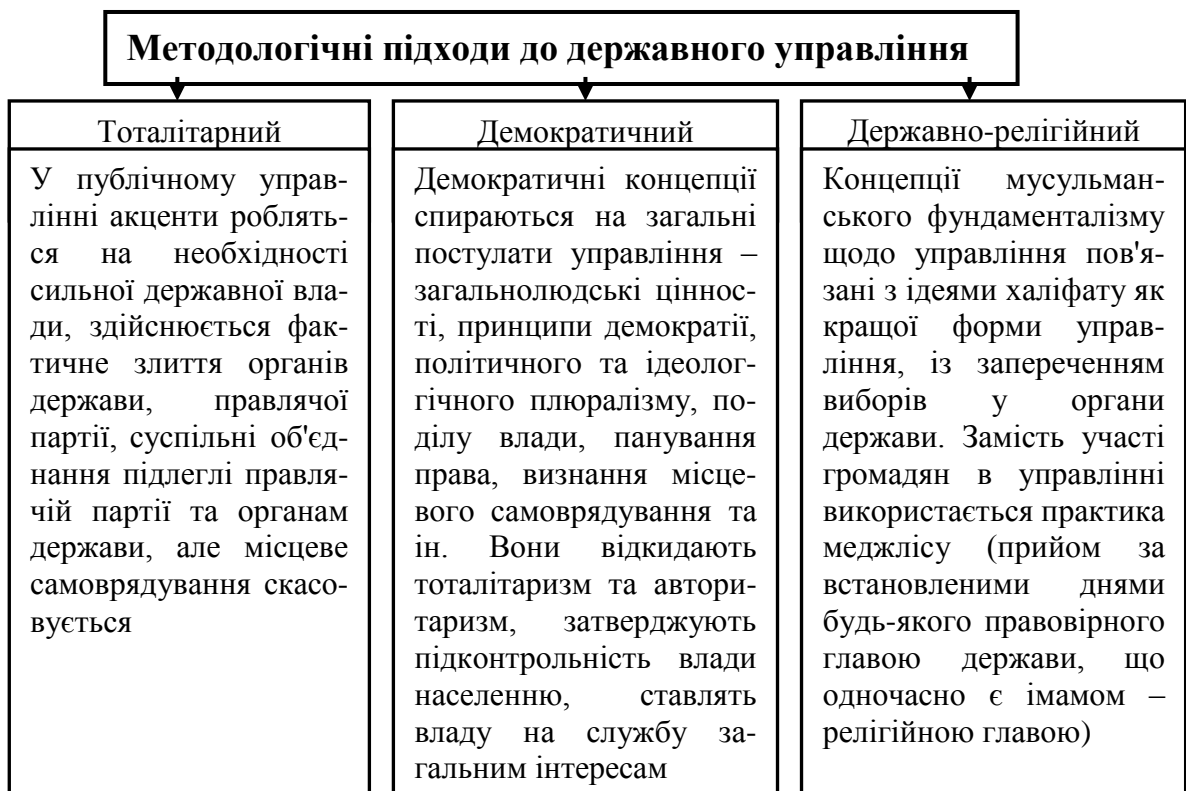 Методологічні підходи до державного управління
Тоталітарний
У публічному управ-
лінні акценти роблять-
ся на необхідності
сильної державної вла-
ди, здійснюється фак-
тичне злиття органів
держави, правлячої
партії, суспільні об'єд-
нання підлеглі правля-
чій партії та органам
держави, але місцеве
самоврядування скасо-
вується
Демократичний
Демократичні концепції
спираються на загальні
постулати управління –
загальнолюдські ціннос-
ті, принципи демократії,
політичного та ідеолог-
гічного плюралізму, по-
ділу влади, панування
права, визнання місце-
вого самоврядування та
ін. Вони відкидають
тоталітаризм та автори-
таризм, затверджують
підконтрольність влади
населенню, ставлять
владу на службу за-
гальним інтересам
Державно-релігійний
Концепції мусульман-
ського фундаменталізму
щодо управління пов'я-
зані з ідеями халіфату як
кращої форми управ-
ління, із запереченням
виборів у органи
держави. Замість участі
громадян в управлінні
використається практика
меджлісу (прийом за
встановленими днями
будь-якого правовірного
главою держави, що
одночасно є імамом –
релігійною главою)